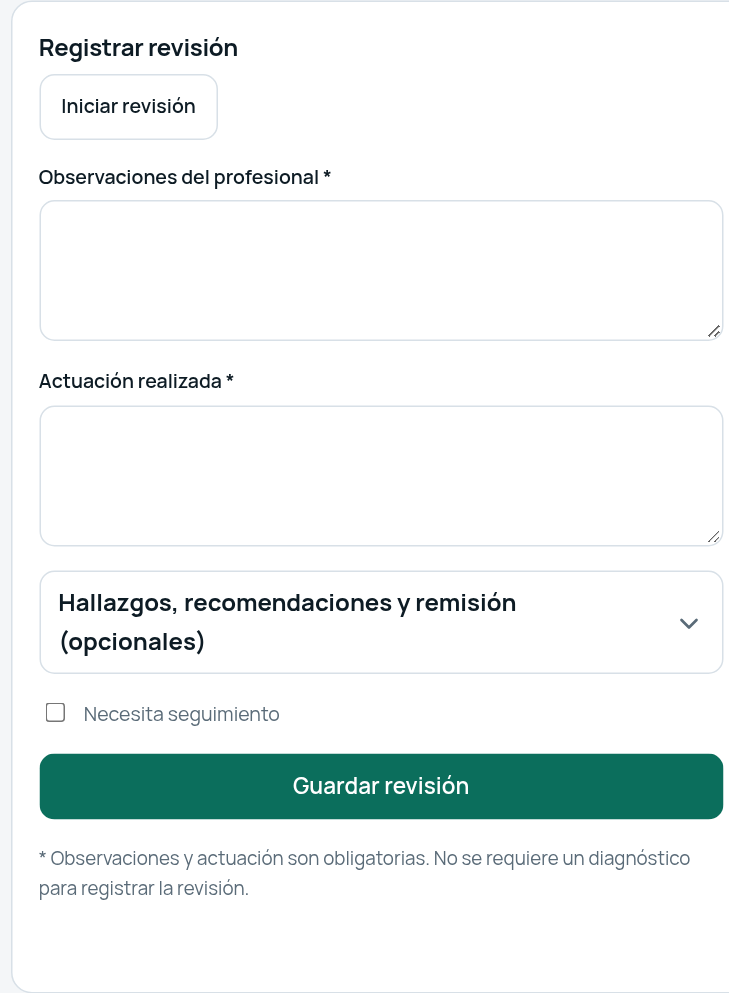 Registrar revisión
Iniciar revisión
Observaciones del profesional *
Actuación realizada *
Hallazgos, recomendaciones y remisión
(opcionales)
Necesita seguimiento
Guardar revisión
* Observaciones y actuación son obligatorias. No se requiere un diagnóstico
para registrar la revisión.